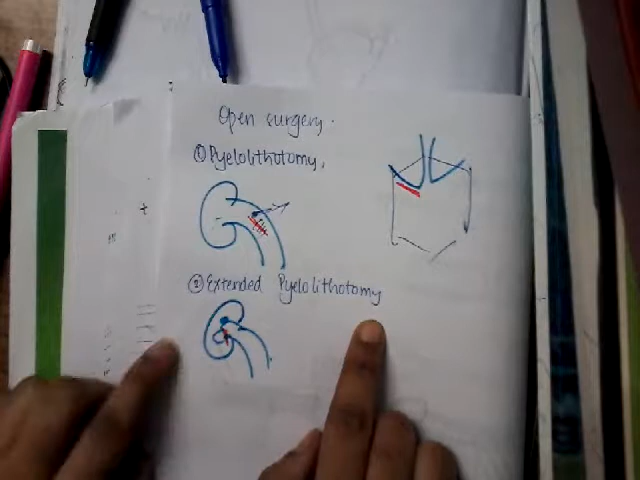 Open surgery.
① Pyelolithotomy.
② Extended Pyelolithotomy